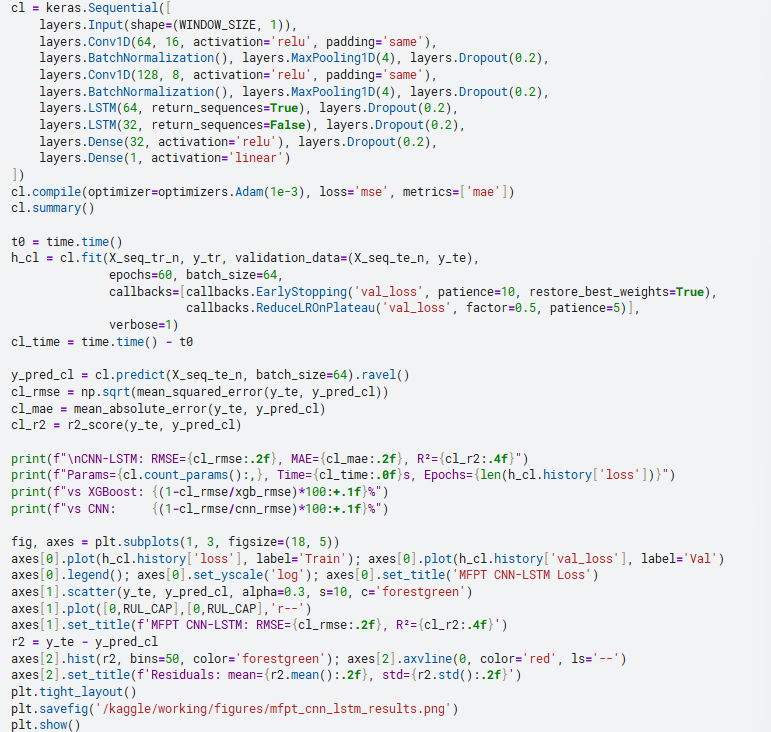 cl = keras.Sequential([
    layers.Input(shape=(WINDOW_SIZE, 1)),
    layers.Conv1D(64, 16, activation='relu', padding='same'),
    layers.BatchNormalization(), layers.MaxPooling1D(4), layers.Dropout(0.2),
    layers.Conv1D(128, 8, activation='relu', padding='same'),
    layers.BatchNormalization(), layers.MaxPooling1D(4), layers.Dropout(0.2),
    layers.LSTM(64, return_sequences=True), layers.Dropout(0.2),
    layers.LSTM(32, return_sequences=False), layers.Dropout(0.2),
    layers.Dense(32, activation='relu'), layers.Dropout(0.2),
    layers.Dense(1, activation='linear')
])
cl.compile(optimizer=optimizers.Adam(1e-3), loss='mse', metrics=['mae'])
cl.summary()

t0 = time.time()
h_cl = cl.fit(X_seq_tr_n, y_tr, validation_data=(X_seq_te_n, y_te),
              epochs=60, batch_size=64,
              callbacks=[callbacks.EarlyStopping('val_loss', patience=10, restore_best_weights=True),
                         callbacks.ReduceLROnPlateau('val_loss', factor=0.5, patience=5)],
              verbose=1)
cl_time = time.time() - t0

y_pred_cl = cl.predict(X_seq_te_n, batch_size=64).ravel()
cl_rmse = np.sqrt(mean_squared_error(y_te, y_pred_cl))
cl_mae = mean_absolute_error(y_te, y_pred_cl)
cl_r2 = r2_score(y_te, y_pred_cl)

print(f"\nCNN-LSTM: RMSE={cl_rmse:.2f}, MAE={cl_mae:.2f}, R²={cl_r2:.4f}")
print(f"Params={cl.count_params():,}, Time={cl_time:.0f}s, Epochs={len(h_cl.history['loss'])}")
print(f"vs XGBoost: {(1-cl_rmse/xgb_rmse)*100:+.1f}%")
print(f"vs CNN:     {(1-cl_rmse/cnn_rmse)*100:+.1f}%")

fig, axes = plt.subplots(1, 3, figsize=(18, 5))
axes[0].plot(h_cl.history['loss'], label='Train'); axes[0].plot(h_cl.history['val_loss'], label='Val')
axes[0].legend(); axes[0].set_yscale('log'); axes[0].set_title('MFPT CNN-LSTM Loss')
axes[1].scatter(y_te, y_pred_cl, alpha=0.3, s=10, c='forestgreen')
axes[1].plot([0,RUL_CAP],[0,RUL_CAP],'r--')
axes[1].set_title(f'MFPT CNN-LSTM: RMSE={cl_rmse:.2f}, R²={cl_r2:.4f}')
r2 = y_te - y_pred_cl
axes[2].hist(r2, bins=50, color='forestgreen'); axes[2].axvline(0, color='red', ls='--')
axes[2].set_title(f'Residuals: mean={r2.mean():.2f}, std={r2.std():.2f}')
plt.tight_layout()
plt.savefig('/kaggle/working/figures/mfpt_cnn_lstm_results.png')
plt.show()